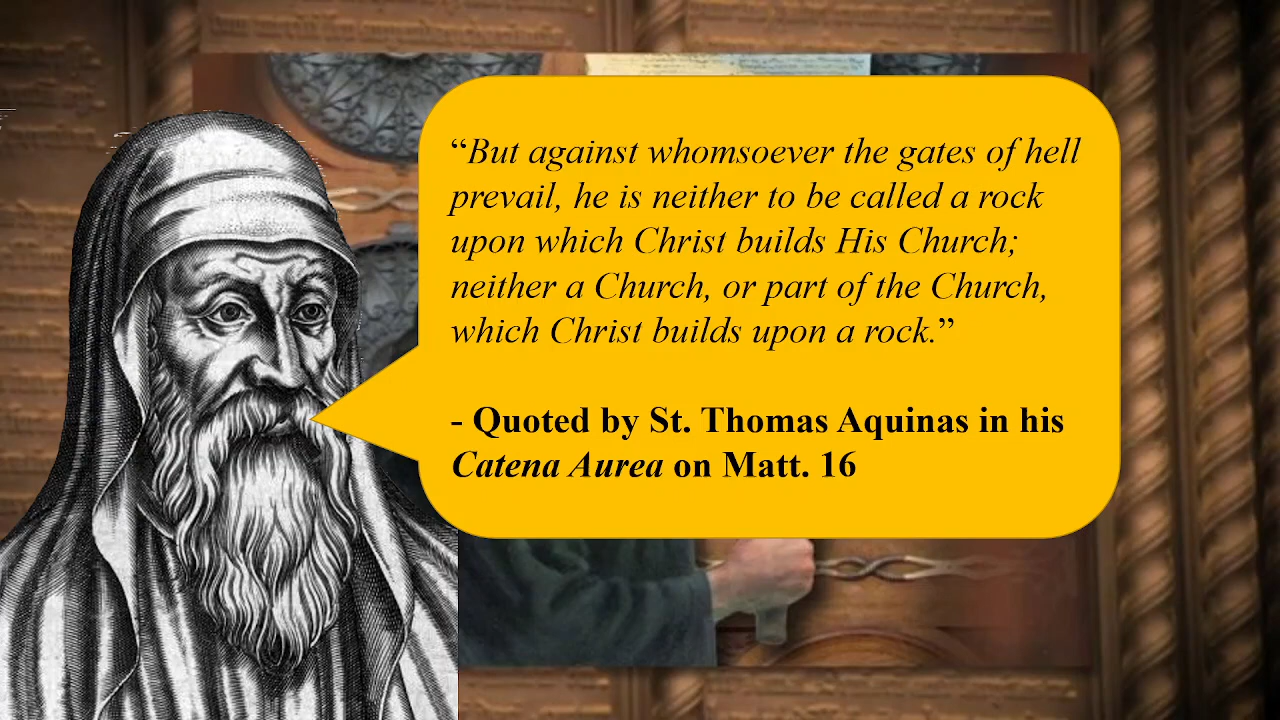 “But against whomsoever the gates of hell
prevail, he is neither to be called a rock
upon which Christ builds His Church;
neither a Church, or part of the Church,
which Christ builds upon a rock.”
- Quoted by St. Thomas Aquinas in his
Catena Aurea on Matt. 16